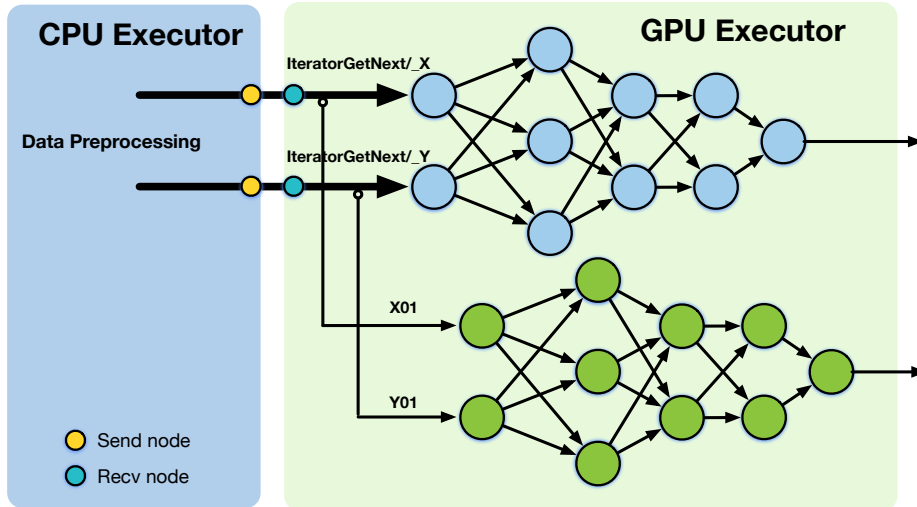 CPU Executor
GPU Executor
IteratorGetNext/_X
Data Preprocessing
IteratorGetNext/_Y
X01
Y01
Send node
Recv node